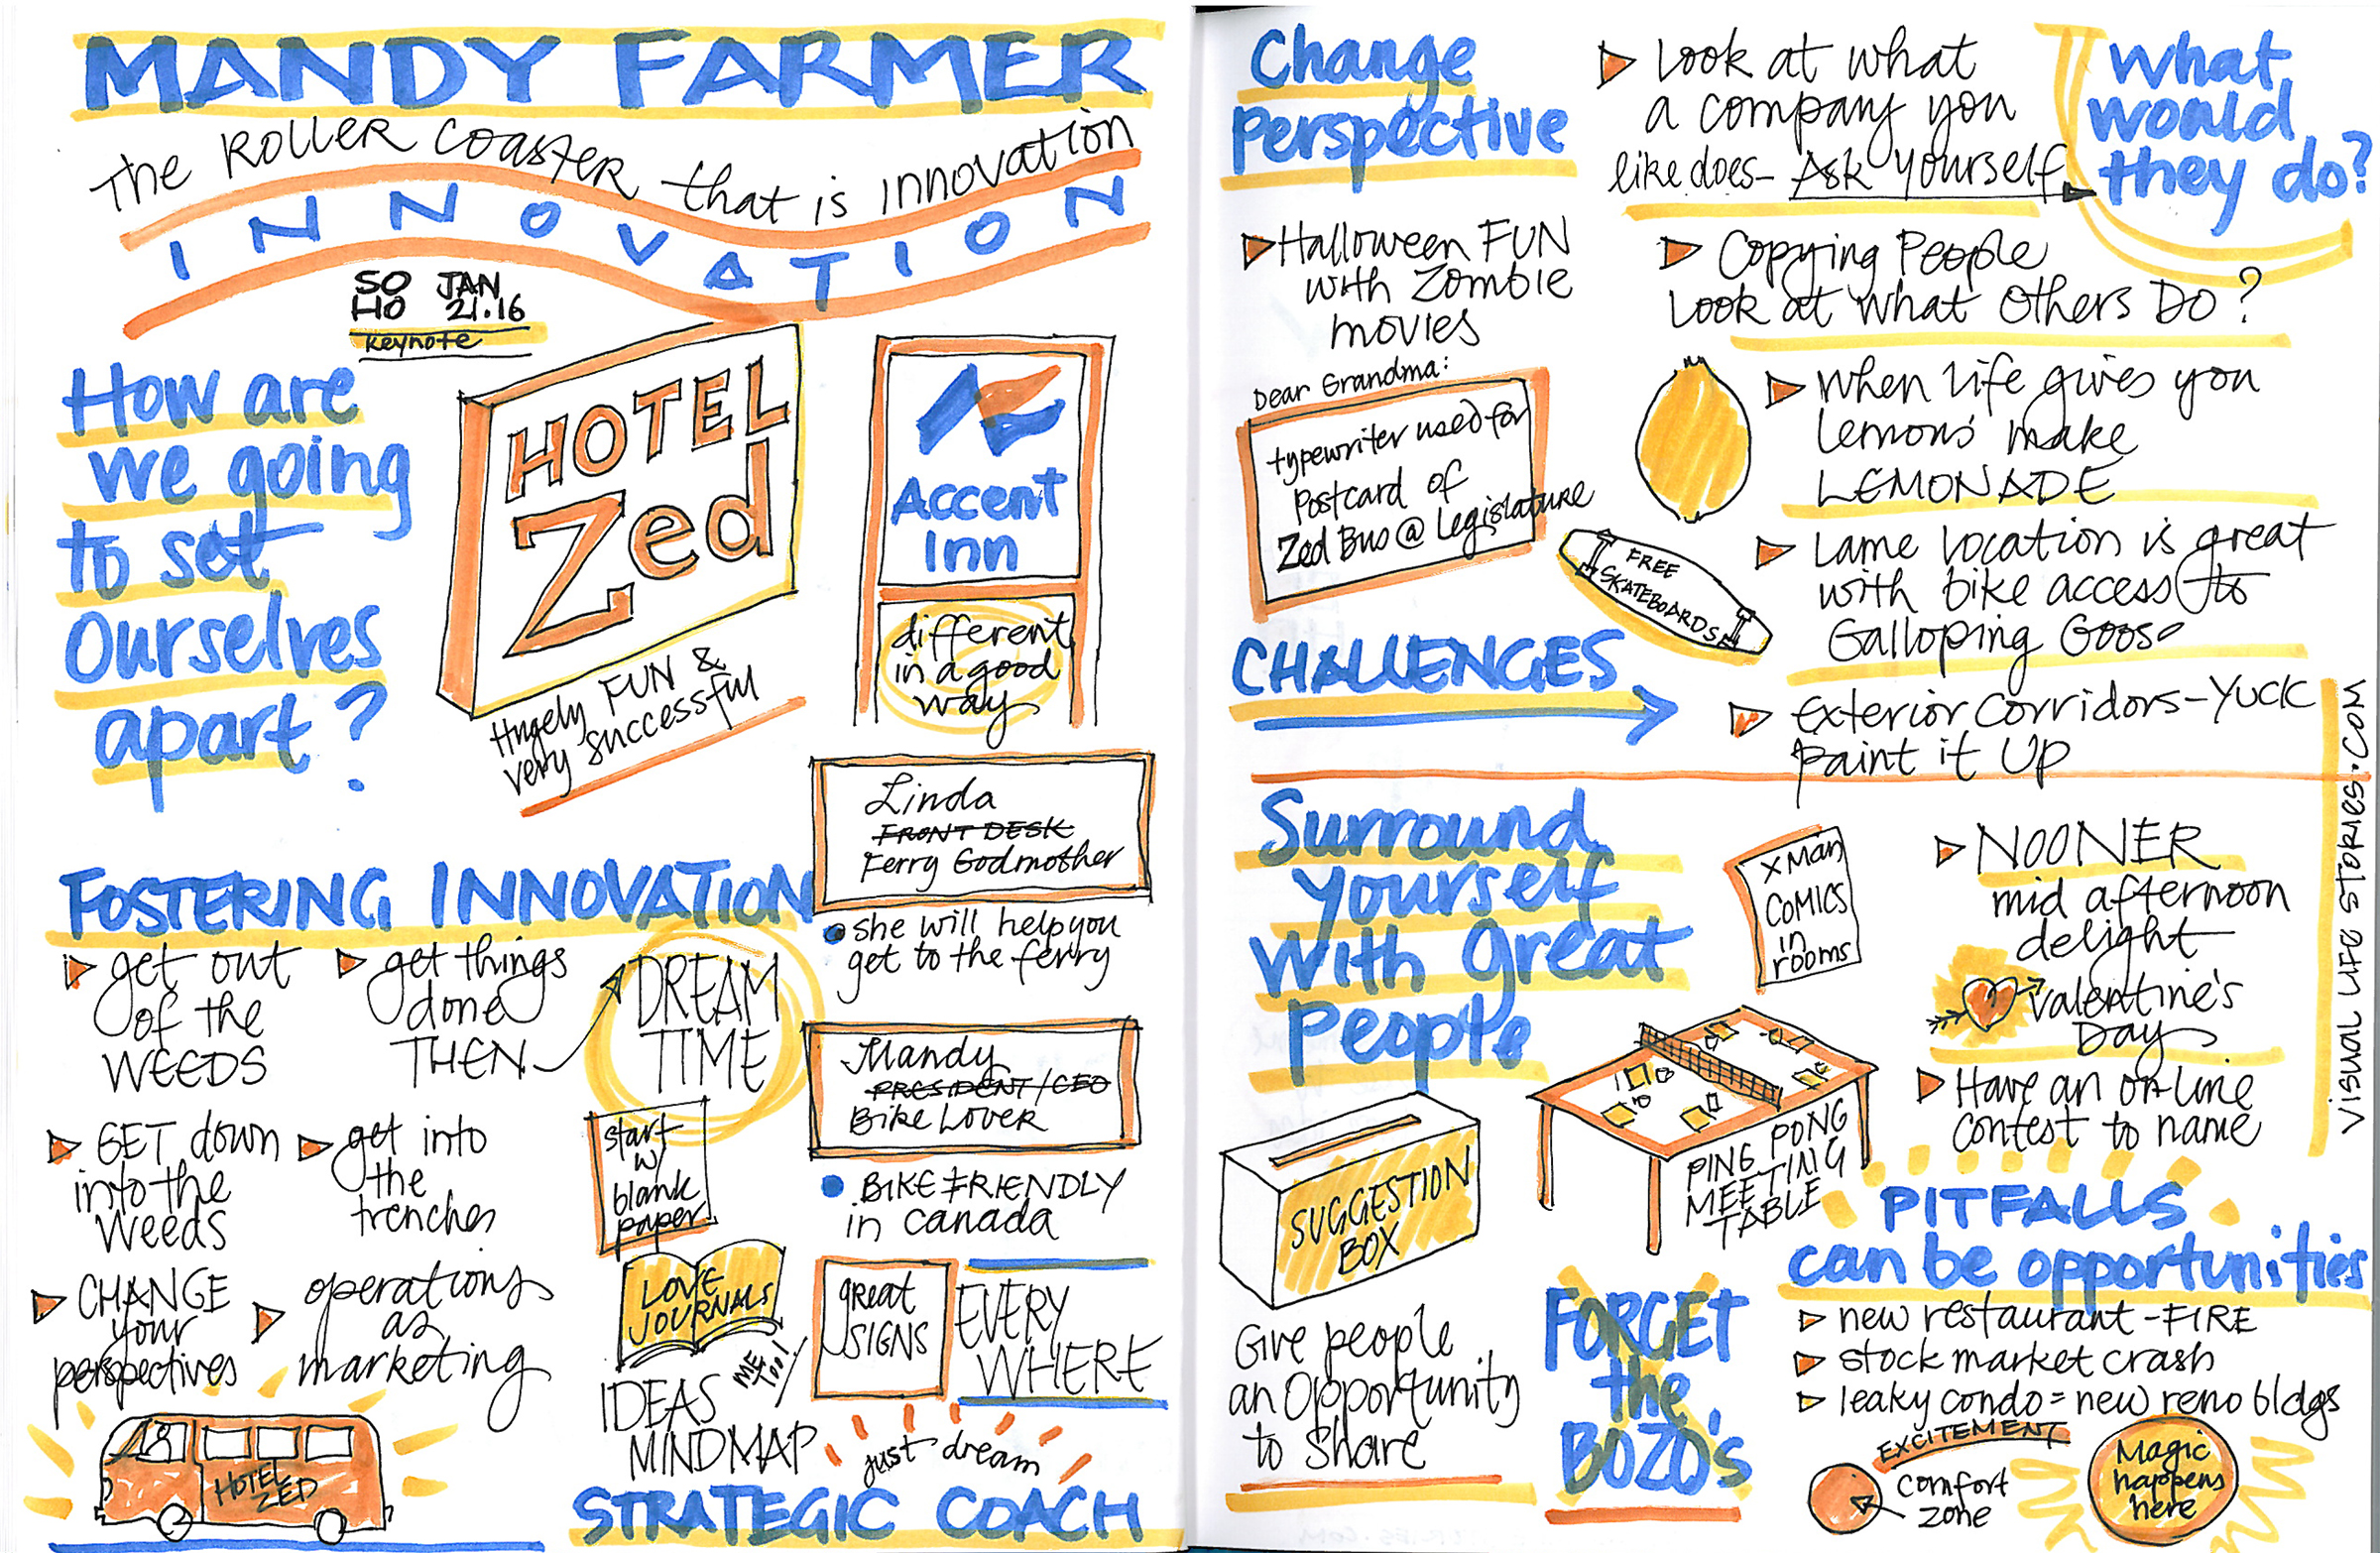 MANDY FARMER
The ROLLER COASTER that is innovation
INNOVATION
SO JAN
HO 21.16
keynote
How are
we going
to set
Ourselves
apart?
HOTEL
Zed
Hugely FUN &
very successful
Accent
Inn
different
in a good
way
Linda
FRONT DESK
Ferry Godmother
she will help you
get to the ferry
FOSTERING INNOVATION
get out
of the
WEEDS
get things
done
THEN
DREAM
TIME
GET down
into the
weeds
get into
the
trenches
CHANGE
your
perspectives
operations
as
marketing
HOTEL
ZED
start
w/
blank
paper
LOVE
JOURNALS
ME
TOO!
IDEAS
MINDMAP
Mandy
PRESIDENT/CEO
Bike Lover
BIKE FRIENDLY
in Canada
great
SIGNS
EVERY
WHERE
just dream
STRATEGIC COACH
Change
Perspective
Look at what
a company you
like does- Ask yourself
what
would
they do?
Halloween FUN
with Zombie
movies
Copying People
Look at what Others Do?
Dear Grandma:
typewriter used for
Postcard of
Zed Bus @ Legislature
When life gives you
Lemons make
LEMONADE
FREE
SKATEBOARDS
Lame location is great
with bike access to
Galloping Goose
CHALLENGES
Exterior Corridors-YUCK
paint it Up
Surround
yourself
with great
people
X Man
COMICS
in
rooms
NOONER
mid afternoon
delight
Valentine's
Day
Have an on-line
contest to name
VISUAL LIFE STORIES.COM
PING PONG
MEETING
TABLE
SUGGESTION
BOX
Give people
an Opportunity
to share
FORGET
the
BOZO's
PITFALLS
can be opportunities
new restaurant -FIRE
stock market crash
leaky condo = new reno bldgs
EXCITEMENT
comfort
zone
Magic
happens
here